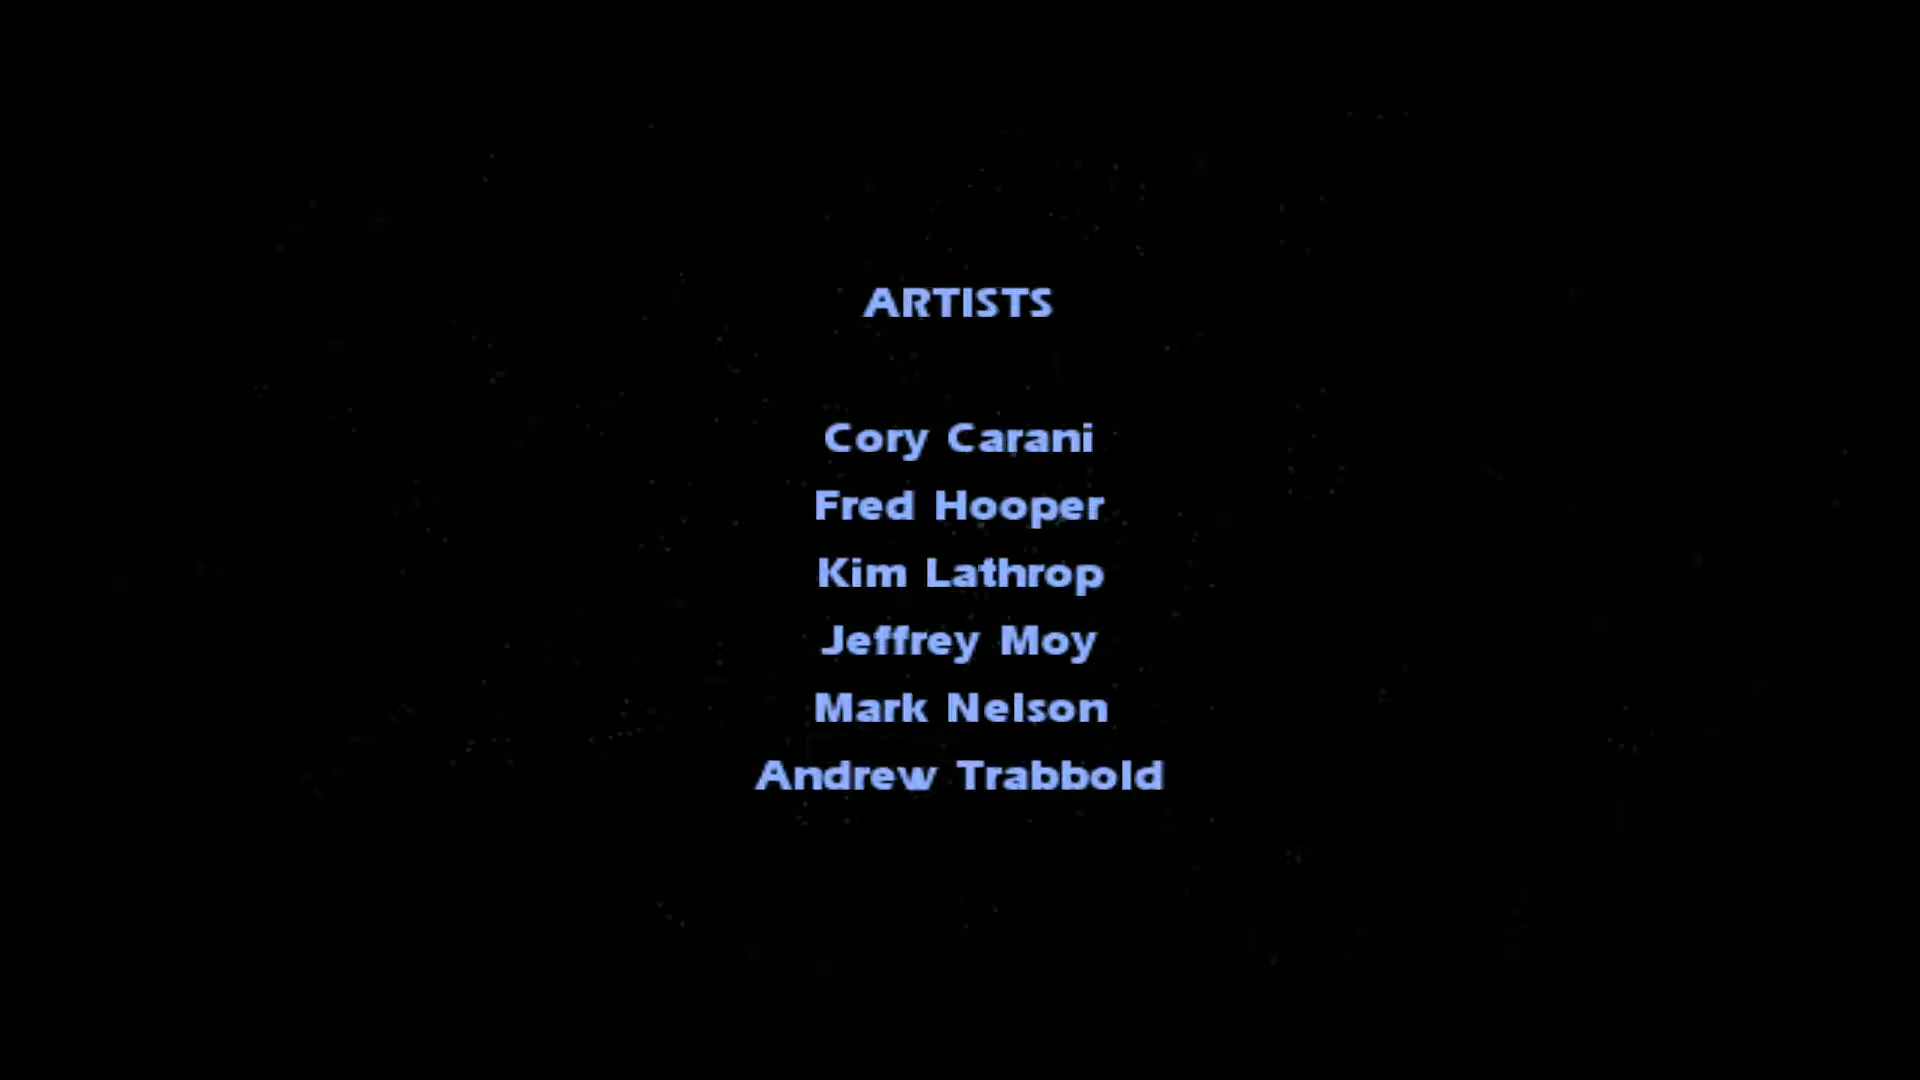 ARTISTS
Cory Carani
Fred Hooper
Kim Lathrop
Jeffrey Moy
Mark Nelson
Andrew Trabbold